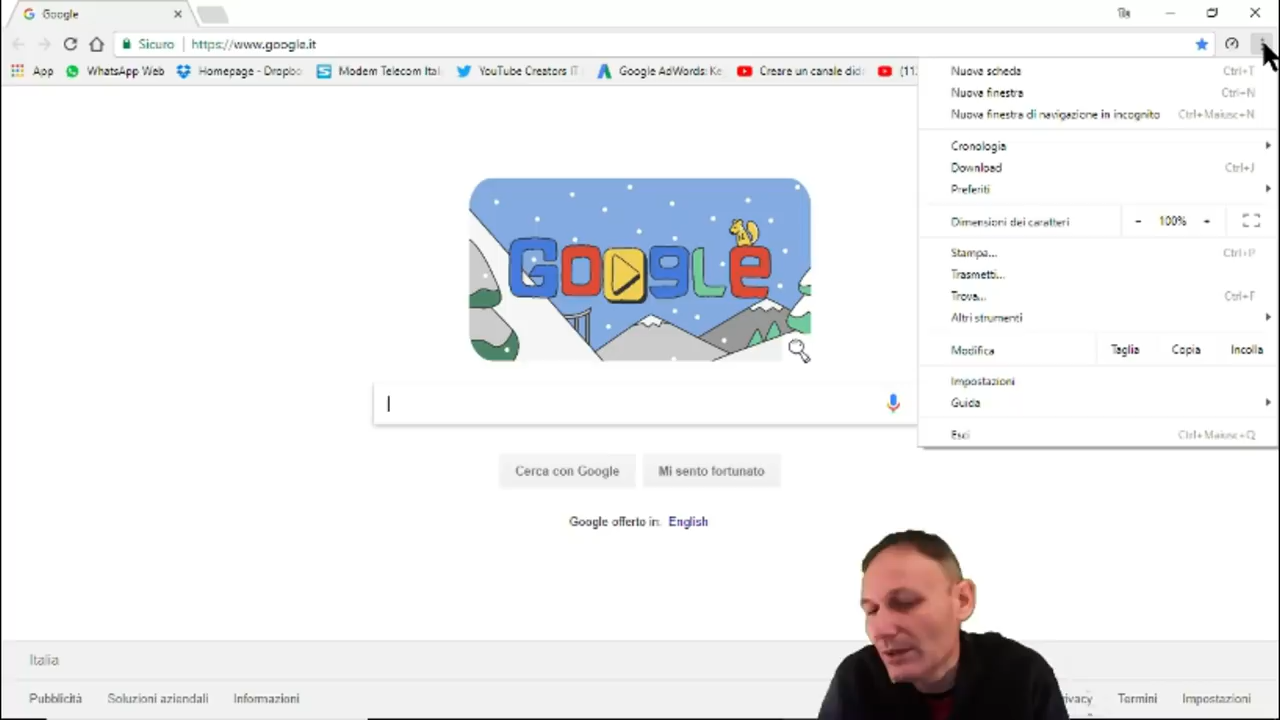 Google
Sicuro https://www.google.it
App WhatsApp Web Homepage - Dropbo Modem Telecom Ital YouTube Creators IT Google AdWords: Ke Creare un canale did (11
Nuova scheda Ctrl+T
Nuova finestra Ctrl+N
Nuova finestra di navigazione in incognito Ctrl+Maiusc+N
Cronologia
Download Ctrl+J
Preferiti
Dimensioni dei caratteri - 100% +
Stampa... Ctrl+P
Trasmetti...
Trova... Ctrl+F
Altri strumenti
Modifica Taglia Copia Incolla
Impostazioni
Guida
Esci Ctrl+Maiusc+Q
Google
Cerca con Google Mi sento fortunato
Google offerto in: English
Italia
Pubblicità Soluzioni aziendali Informazioni ivacy Termini Impostazioni